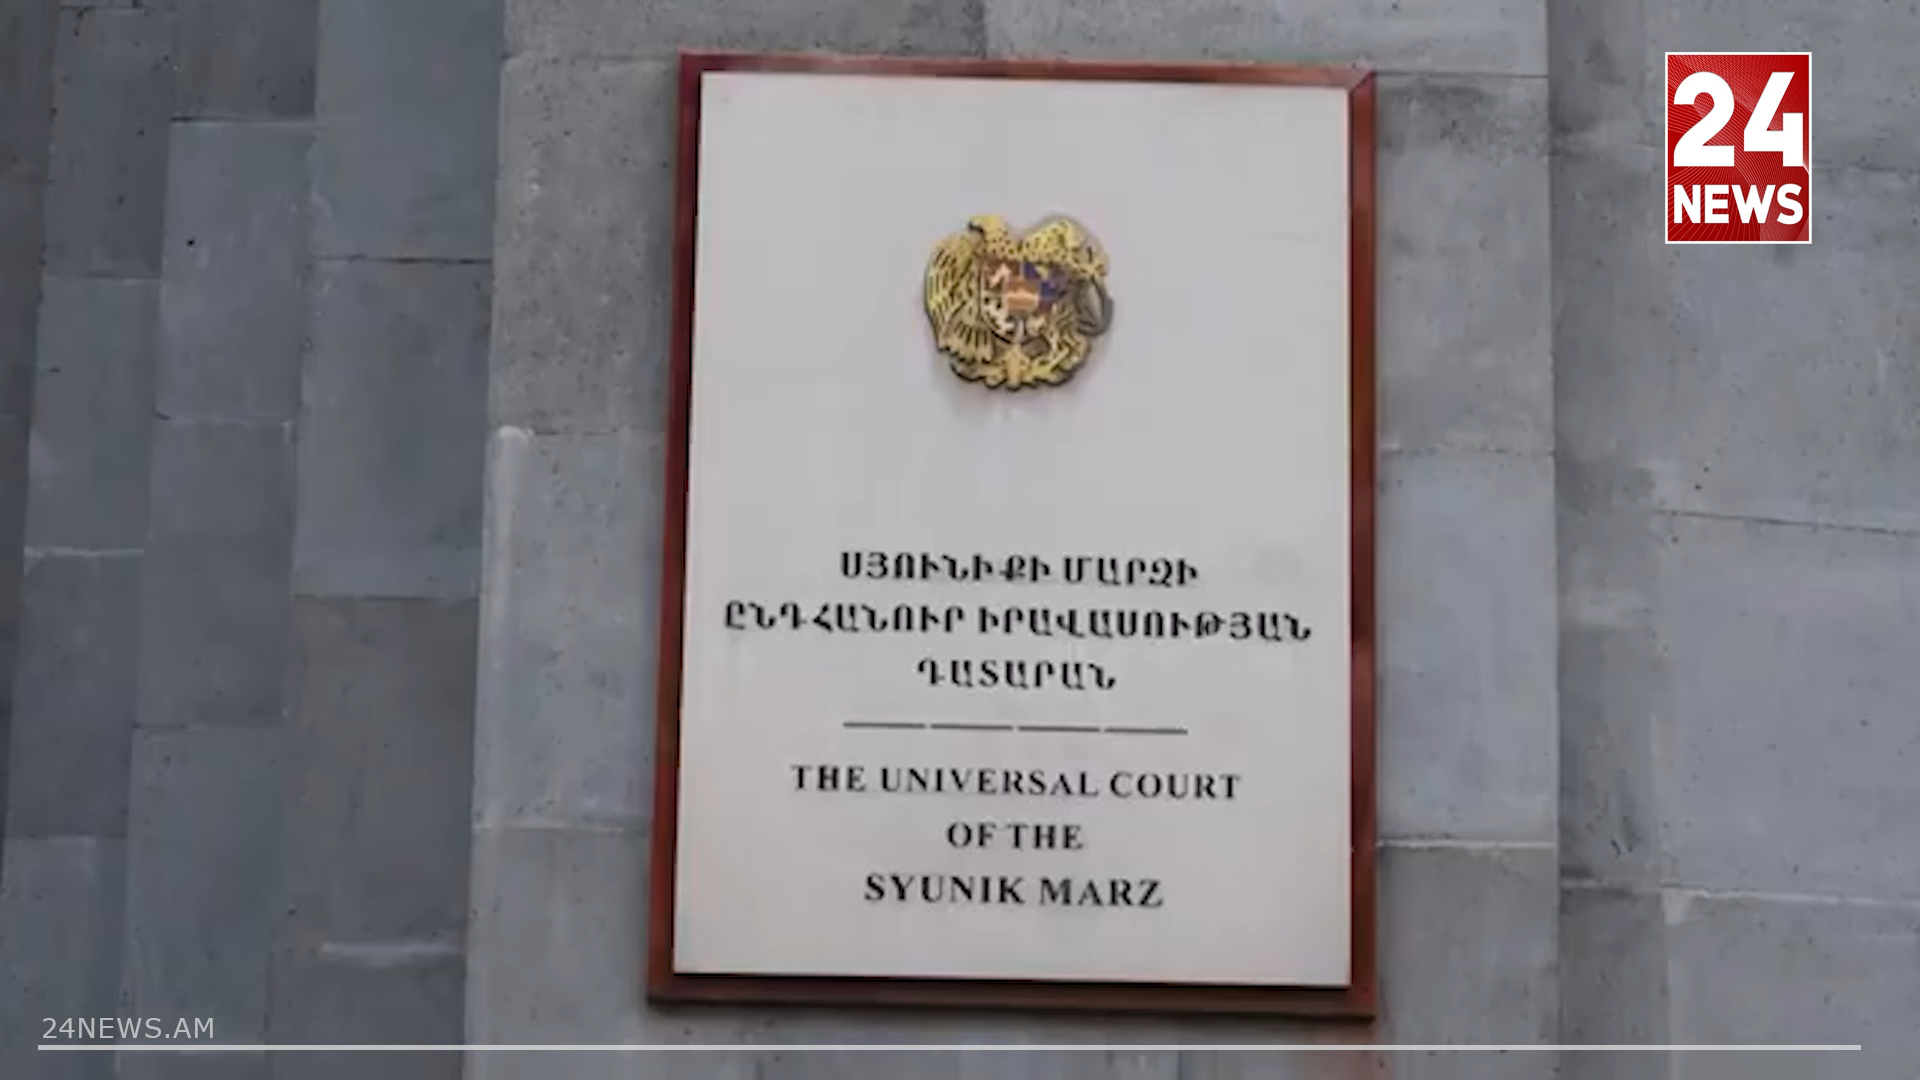 24
NEWS
ՍՅՈՒՆԻՔԻ ՄԱՐԶԻ
ԸՆԴՀԱՆՈՒՐ ԻՐԱՎԱՍՈՒԹՅԱՆ
ԴԱՏԱՐԱՆ
THE UNIVERSAL COURT
OF THE
SYUNIK MARZ
24NEWS.AM